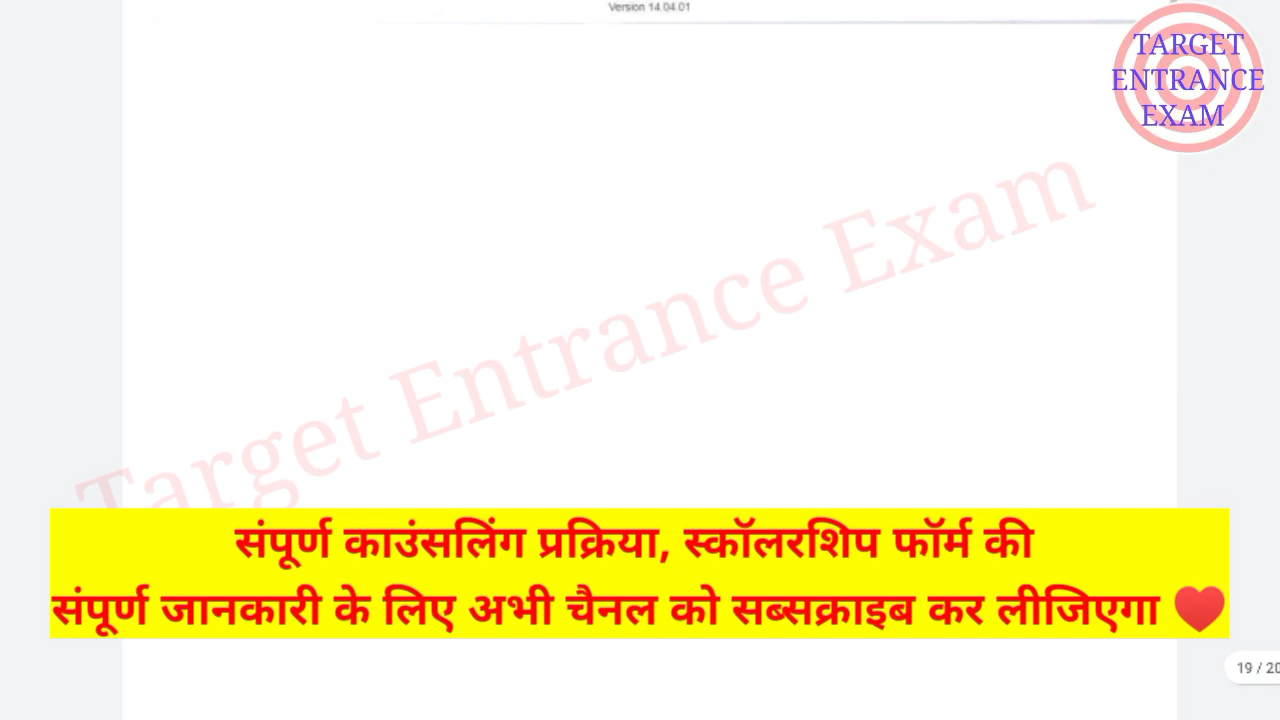 Version 14.04.01
TARGET
ENTRANCE
EXAM
Target Entrance Exam
संपूर्ण काउंसलिंग प्रक्रिया, स्कॉलरशिप फॉर्म की
संपूर्ण जानकारी के लिए अभी चैनल को सब्सक्राइब कर लीजिएगा ❤️
19 / 20